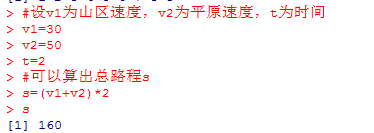 > #设v1为山区速度，v2为平原速度，t为时间
> v1=30
> v2=50
> t=2
> #可以算出总路程s
> s=(v1+v2)*2
> s
[1] 160